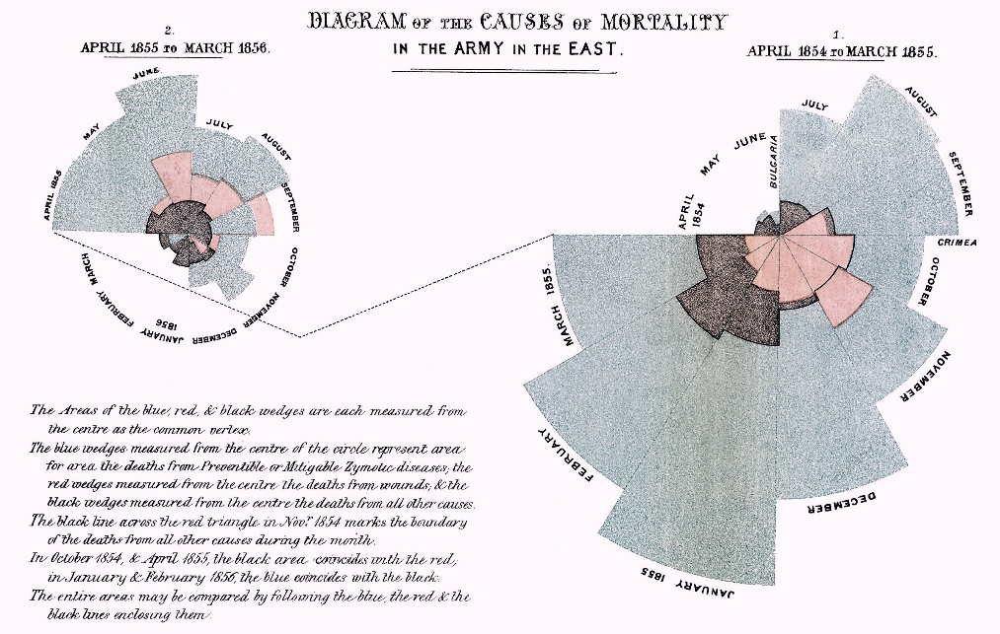 DIAGRAM OF THE CAUSES OF MORTALITY
IN THE ARMY IN THE EAST.
2.
APRIL 1855 TO MARCH 1856.
1.
APRIL 1854 TO MARCH 1855.
APRIL 1855
MAY
JUNE
JULY
AUGUST
SEPTEMBER
OCTOBER
NOVEMBER
DECEMBER
JANUARY
1856
FEBRUARY
MARCH
APRIL
1854
MAY
JUNE
BULGARIA
JULY
AUGUST
SEPTEMBER
CRIMEA
OCTOBER
NOVEMBER
DECEMBER
JANUARY 1855
FEBRUARY
MARCH 1855.
The Areas of the blue, red, & black wedges are each measured from
the centre as the common vertex.
The blue wedges measured from the centre of the circle represent area
for area the deaths from Preventible or Mitigable Zymotic diseases; the
red wedges measured from the centre the deaths from wounds; & the
black wedges measured from the centre the deaths from all other causes.
The black line across the red triangle in Novr. 1854 marks the boundary
of the deaths from all other causes during the month.
In October 1854, & April 1855, the black area coincides with the red;
in January & February 1856, the blue coincides with the black.
The entire areas may be compared by following the blue, the red & the
black lines enclosing them.